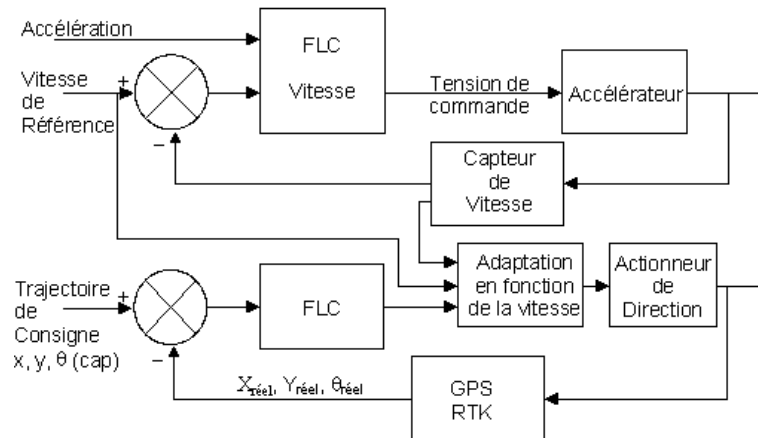 Accélération
FLC
Vitesse
Vitesse
de
Référence
+
−
Tension de
commande
Accélérateur
Capteur
de
Vitesse
Trajectoire
de
Consigne
x, y, θ (cap)
+
−
FLC
Adaptation
en fonction
de la vitesse
Actionneur
de
Direction
Xréel, Yréel, θréel
GPS
RTK